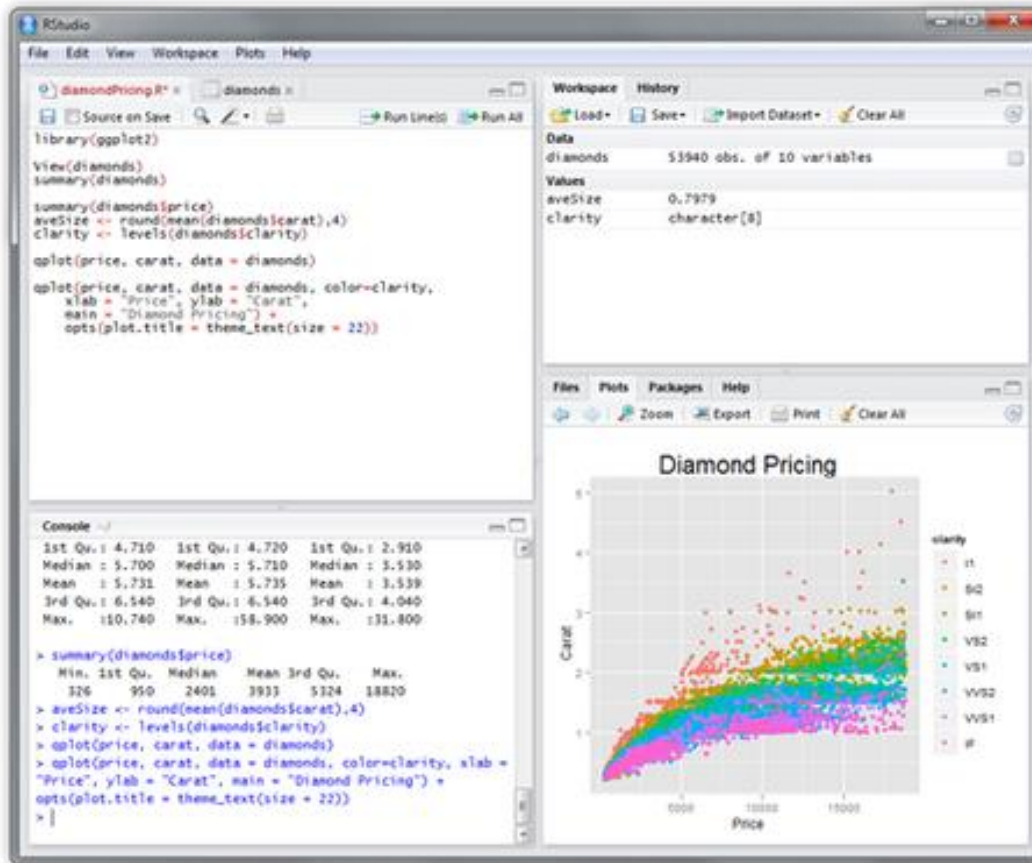 RStudio
File Edit View Workspace Plots Help
diamondPricing.R* diamonds
Source on Save Run Line(s) Run All
library(ggplot2)
View(diamonds)
summary(diamonds)
summary(diamonds$price)
aveSize <- round(mean(diamonds$carat),4)
clarity <- levels(diamonds$clarity)
qplot(price, carat, data = diamonds)
qplot(price, carat, data = diamonds, color=clarity,
xlab = "Price", ylab = "Carat",
main = "Diamond Pricing") +
opts(plot.title = theme_text(size = 22))
Console
1st Qu.: 4.710 1st Qu.: 4.720 1st Qu.: 2.910
Median : 5.700 Median : 5.710 Median : 3.530
Mean : 5.731 Mean : 5.735 Mean : 3.539
3rd Qu.: 6.540 3rd Qu.: 6.540 3rd Qu.: 4.040
Max. :10.740 Max. :58.900 Max. :31.800
> summary(diamonds$price)
Min. 1st Qu. Median Mean 3rd Qu. Max.
326 950 2401 3933 5324 18820
> aveSize <- round(mean(diamonds$carat),4)
> clarity <- levels(diamonds$clarity)
> qplot(price, carat, data = diamonds)
> qplot(price, carat, data = diamonds, color=clarity, xlab =
"Price", ylab = "Carat", main = "Diamond Pricing") +
opts(plot.title = theme_text(size = 22))
>
Workspace History
Load Save Import Dataset Clear All
Data
diamonds 53940 obs. of 10 variables
Values
aveSize 0.7979
clarity character[8]
Files Plots Packages Help
Zoom Export Print Clear All
Diamond Pricing
5
4
3
2
1
Carat
5000 10000 15000
Price
clarity
I1
SI2
SI1
VS2
VS1
VVS2
VVS1
IF